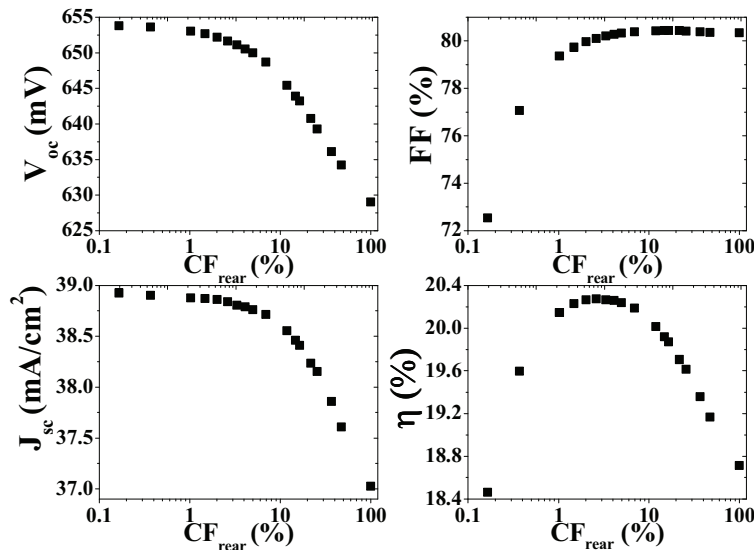 655
650
645
640
635
630
625
V_oc (mV)
0.1 1 10 100
CF_rear (%)
80
78
76
74
72
FF (%)
0.1 1 10 100
CF_rear (%)
39.0
38.5
38.0
37.5
37.0
J_sc (mA/cm²)
0.1 1 10 100
CF_rear (%)
20.4
20.0
19.6
19.2
18.8
18.4
η (%)
0.1 1 10 100
CF_rear (%)